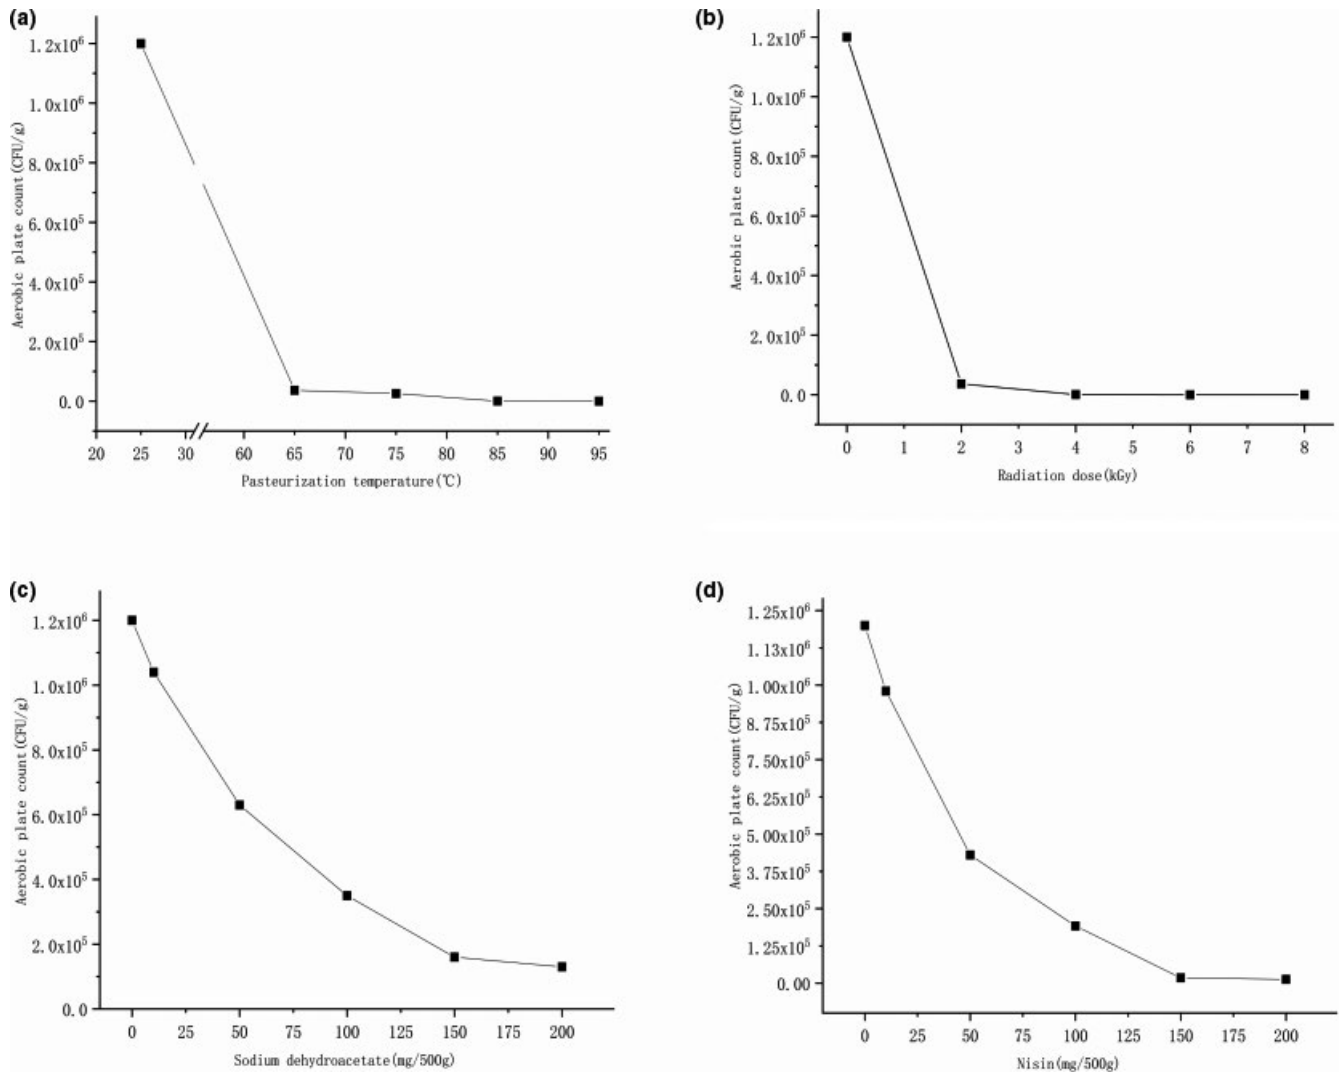 (a)
Aerobic plate count(CFU/g)
1.2x10⁶
1.0x10⁶
8.0x10⁵
6.0x10⁵
4.0x10⁵
2.0x10⁵
0.0
20 25 30 60 65 70 75 80 85 90 95
Pasteurization temperature(℃)
(b)
Aerobic plate count(CFU/g)
1.2x10⁶
1.0x10⁶
8.0x10⁵
6.0x10⁵
4.0x10⁵
2.0x10⁵
0.0
0 1 2 3 4 5 6 7 8
Radiation dose(kGy)
(c)
Aerobic plate count(CFU/g)
1.2x10⁶
1.0x10⁶
8.0x10⁵
6.0x10⁵
4.0x10⁵
2.0x10⁵
0.0
0 25 50 75 100 125 150 175 200
Sodium dehydroacetate(mg/500g)
(d)
Aerobic plate count(CFU/g)
1.25x10⁶
1.13x10⁶
1.00x10⁶
8.75x10⁵
7.50x10⁵
6.25x10⁵
5.00x10⁵
3.75x10⁵
2.50x10⁵
1.25x10⁵
0.00
0 25 50 75 100 125 150 175 200
Nisin(mg/500g)